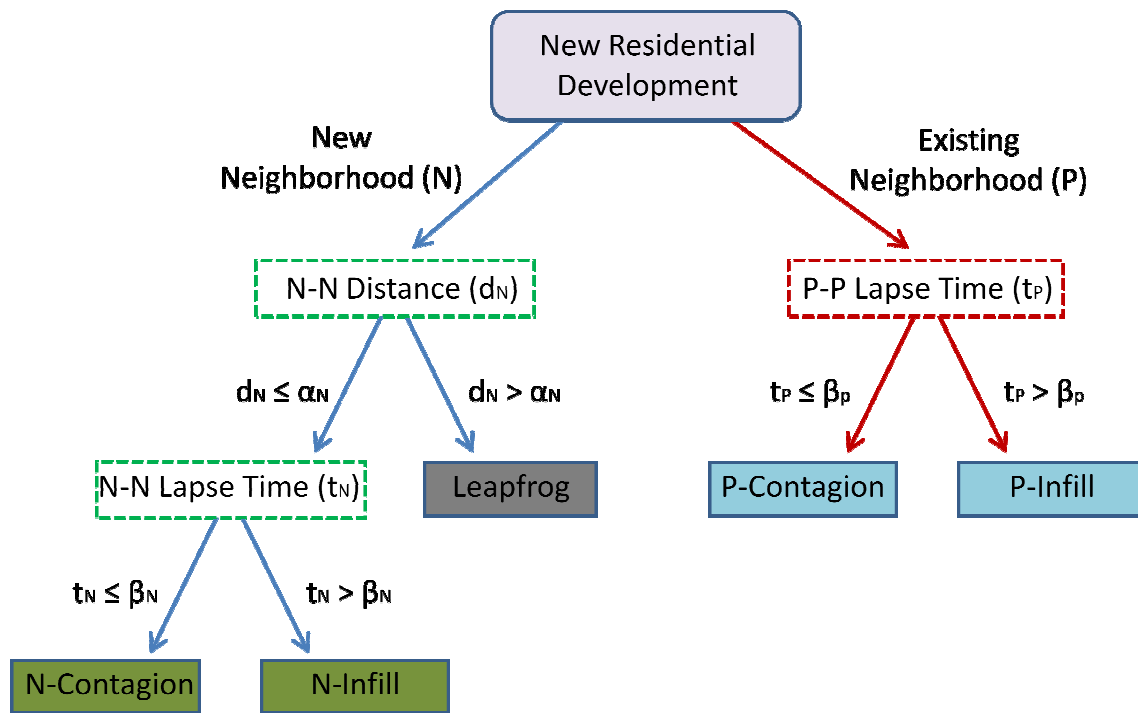 New Residential
Development
New
Neighborhood (N)
Existing
Neighborhood (P)
N-N Distance (dN)
P-P Lapse Time (tP)
dN ≤ αN
dN > αN
tP ≤ βp
tP > βp
N-N Lapse Time (tN)
Leapfrog
P-Contagion
P-Infill
tN ≤ βN
tN > βN
N-Contagion
N-Infill